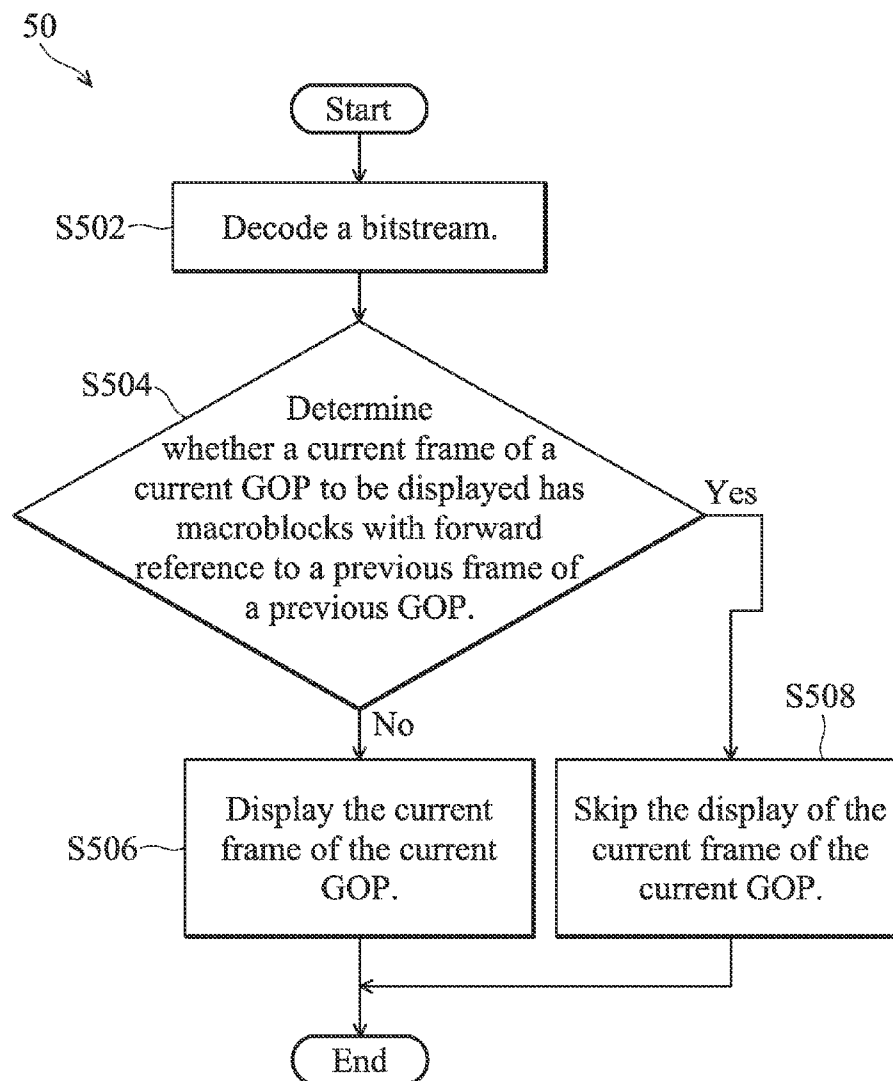 50
Start
S502
Decode a bitstream.
S504
Determine
whether a current frame of a
current GOP to be displayed has
macroblocks with forward
reference to a previous frame of
a previous GOP.
Yes
No
S508
S506
Display the current
frame of the current
GOP.
Skip the display of the
current frame of the
current GOP.
End